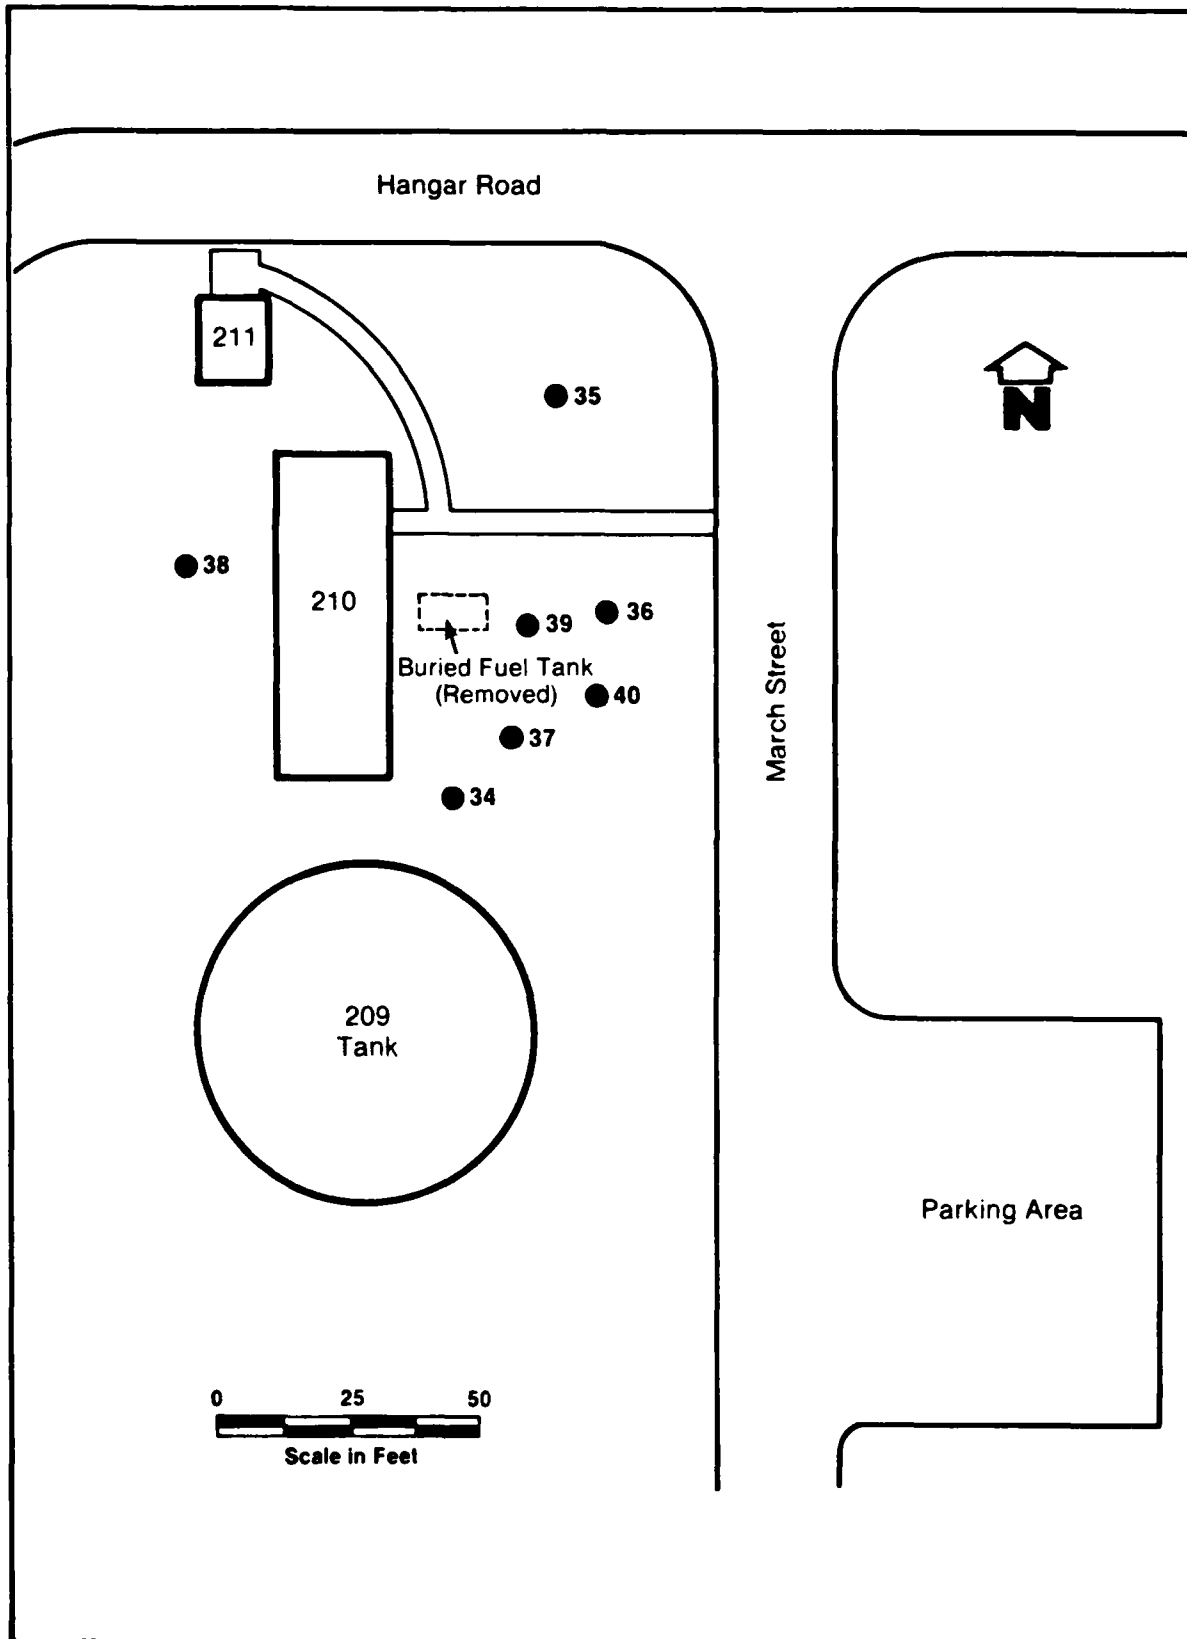 Hangar Road
211
N
35
38
210
36
39
Buried Fuel Tank
(Removed)
40
March Street
37
34
209
Tank
Parking Area
0 25 50
Scale in Feet